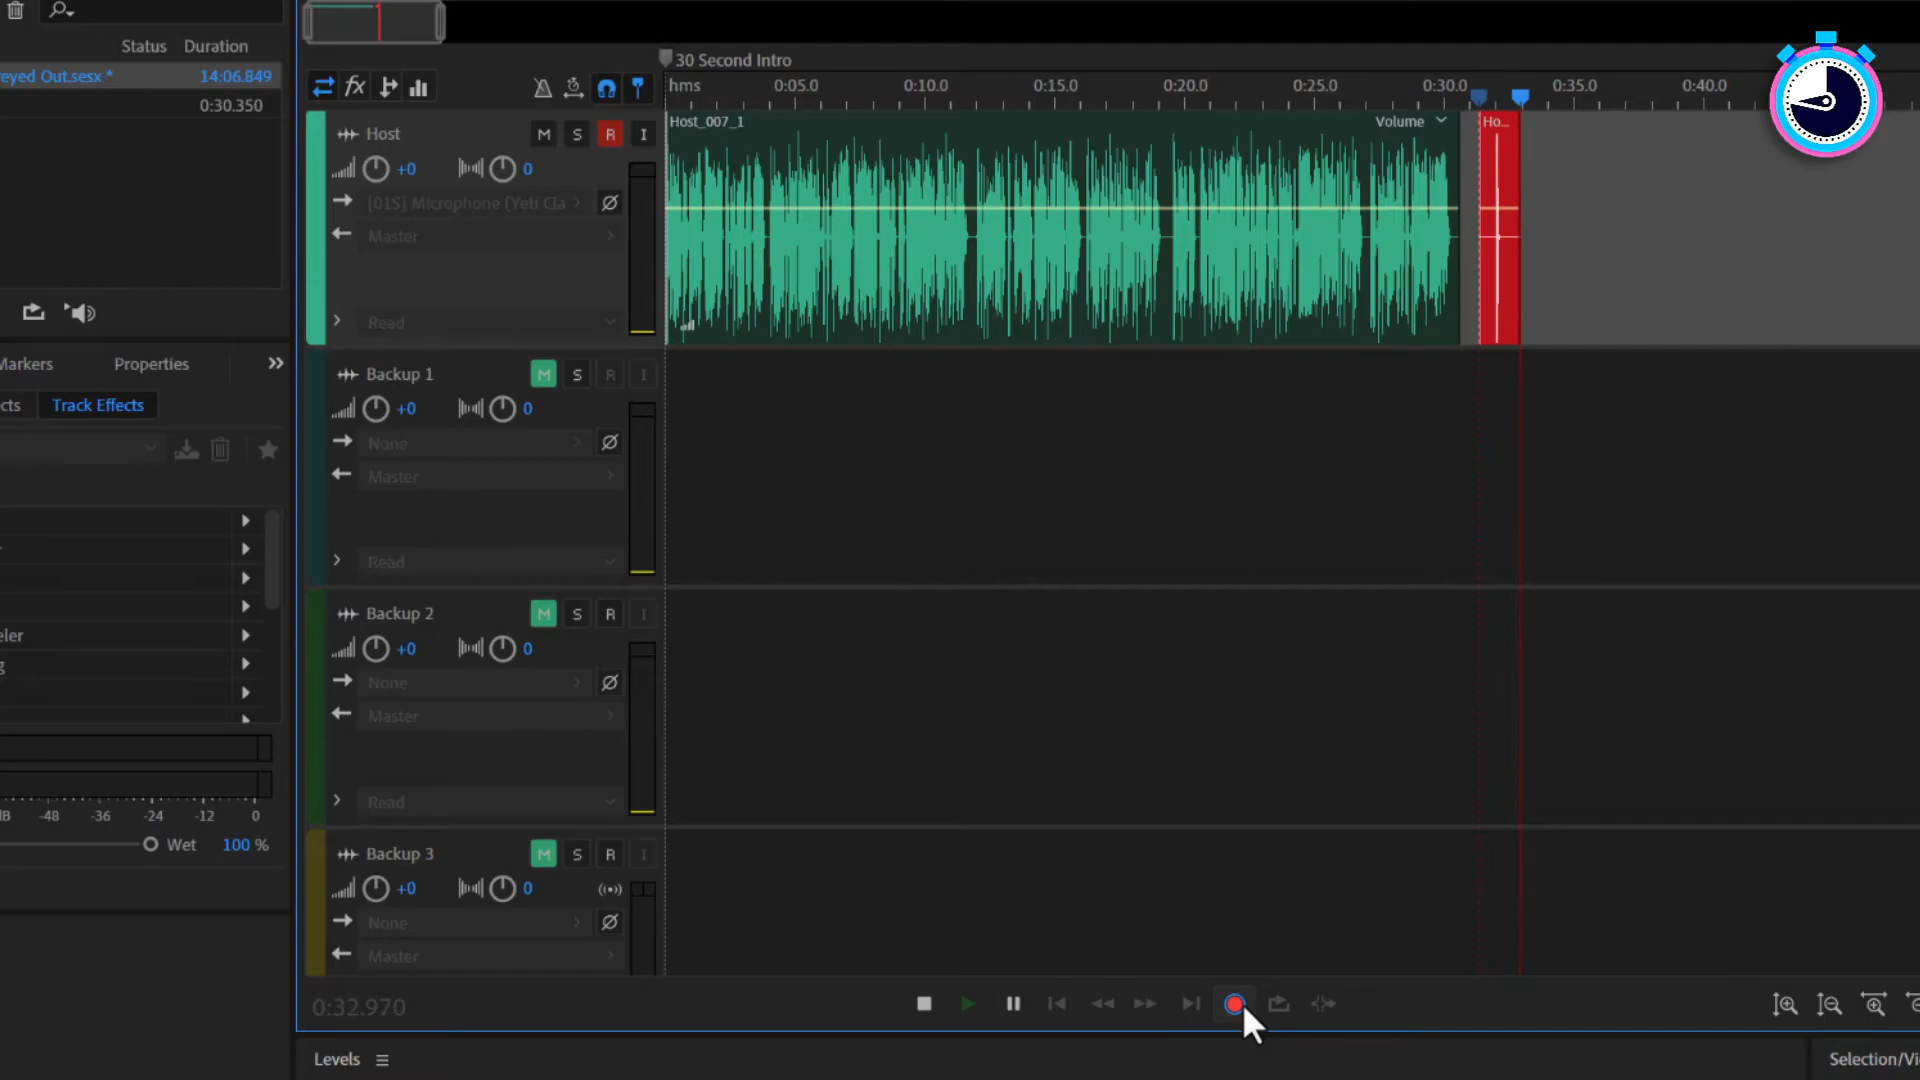 Status Duration
eyed Out.sesx * 14:06.849
0:30.350
Markers Properties
cts Track Effects
eler
g
dB -48 -36 -24 -12 0
Wet 100 %
30 Second Intro
hms 0:05.0 0:10.0 0:15.0 0:20.0 0:25.0 0:30.0 0:35.0 0:40.0
fx
Host M S R I
+0 0
[01S] Microphone (Yeti Cla
Master
Read
Host_007_1 Volume
Ho...
Backup 1 M S R I
+0 0
None
Master
Read
Backup 2 M S R I
+0 0
None
Master
Read
Backup 3 M S R I
+0 0
None
Master
0:32.970
Levels
Selection/Vi